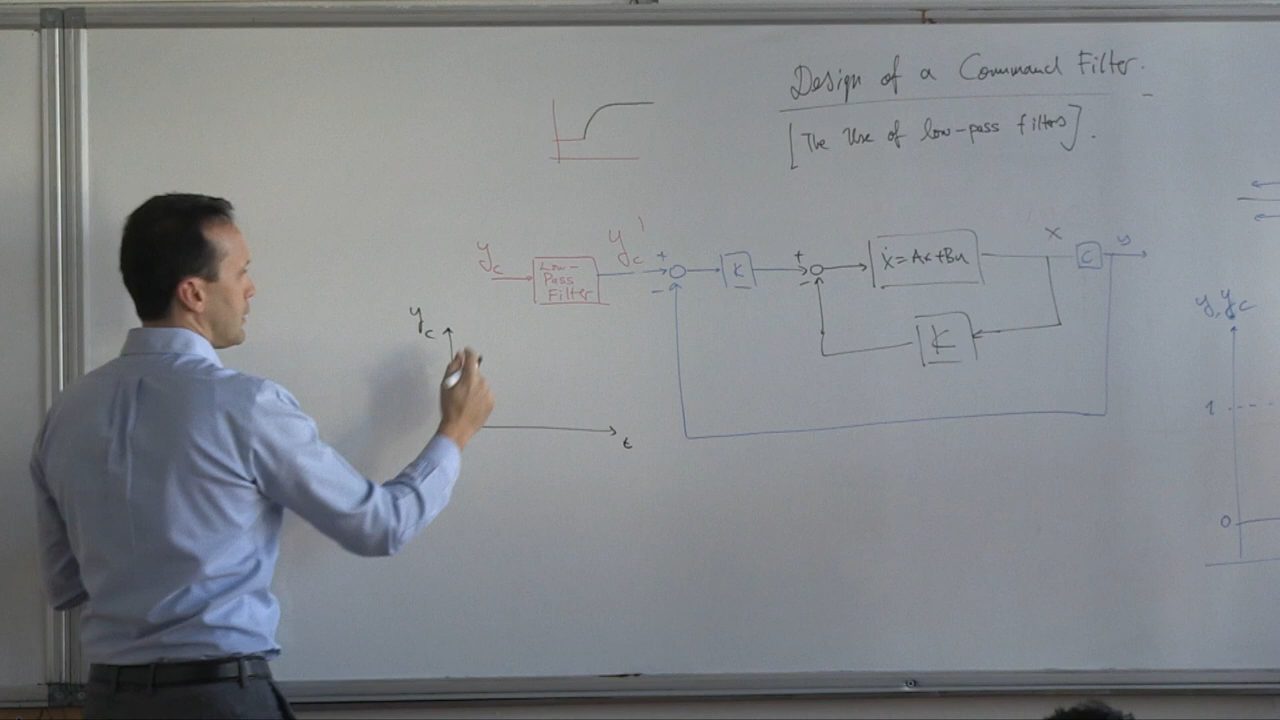 Design of a Command Filter.
[The Use of low-pass filters].
y_c
Low-
Pass
Filter
y_c'
+
-
K
+
-
ẋ = Ax+Bu
x
C
y
K
y_c
t
y, y_c
1
0